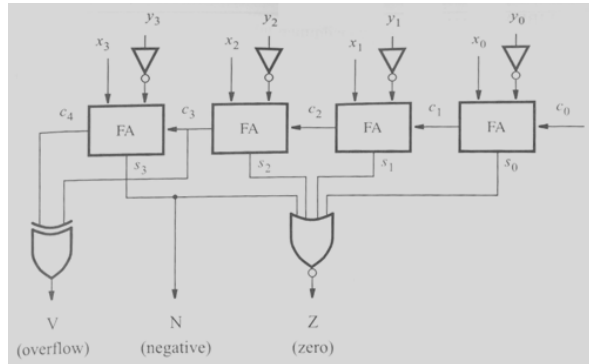 y3 y2 y1 y0
x3 x2 x1 x0
c4 c3 c2 c1 c0
FA FA FA FA
s3 s2 s1 s0
V N Z
(overflow) (negative) (zero)